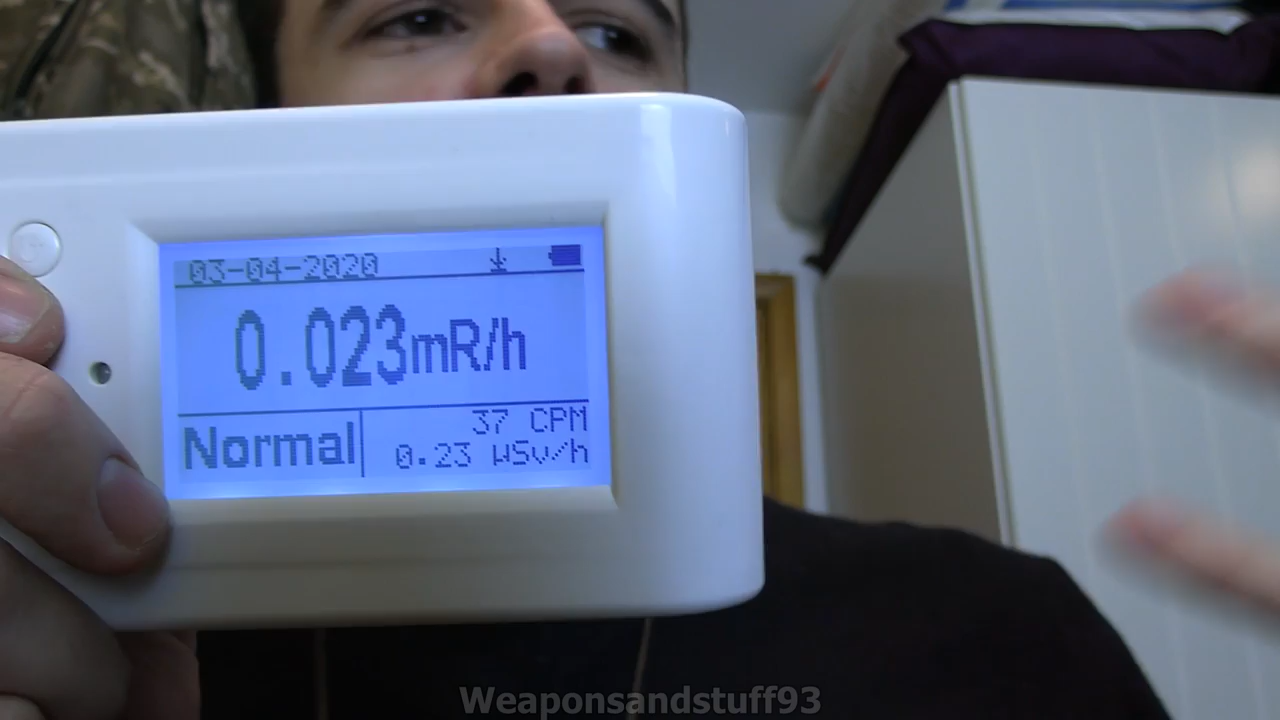 03-04-2020
0.023mR/h
Normal
37 CPM
0.23 µSv/h
Weaponsandstuff93